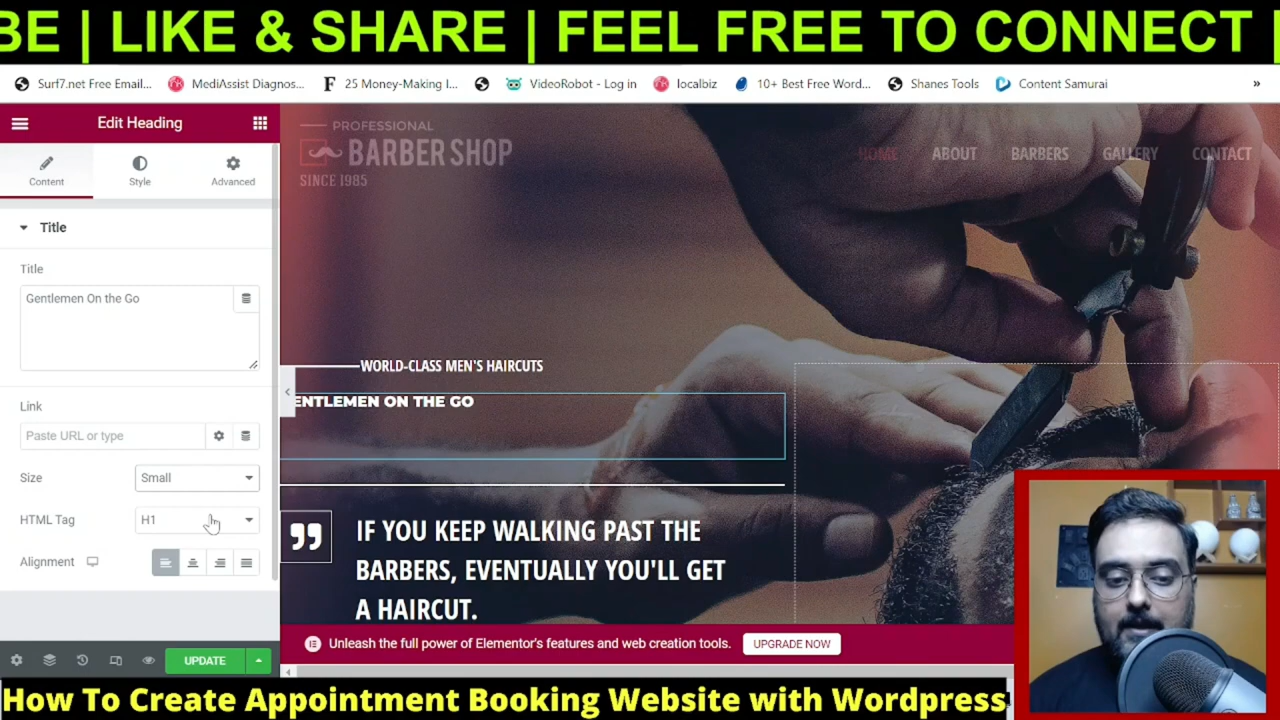 BE | LIKE & SHARE | FEEL FREE TO CONNECT |
Surf7.net Free Email... MediAssist Diagnos... 25 Money-Making I... VideoRobot - Log in localbiz 10+ Best Free Word... Shanes Tools Content Samurai »
Edit Heading
Content Style Advanced
Title
Title
Gentlemen On the Go
Link
Paste URL or type
Size Small
HTML Tag H1
Alignment
UPDATE
PROFESSIONAL
BARBER SHOP
SINCE 1985
HOME ABOUT BARBERS GALLERY CONTACT
WORLD-CLASS MEN'S HAIRCUTS
ENTLEMEN ON THE GO
IF YOU KEEP WALKING PAST THE
BARBERS, EVENTUALLY YOU'LL GET
A HAIRCUT.
Unleash the full power of Elementor's features and web creation tools. UPGRADE NOW
How To Create Appointment Booking Website with Wordpress